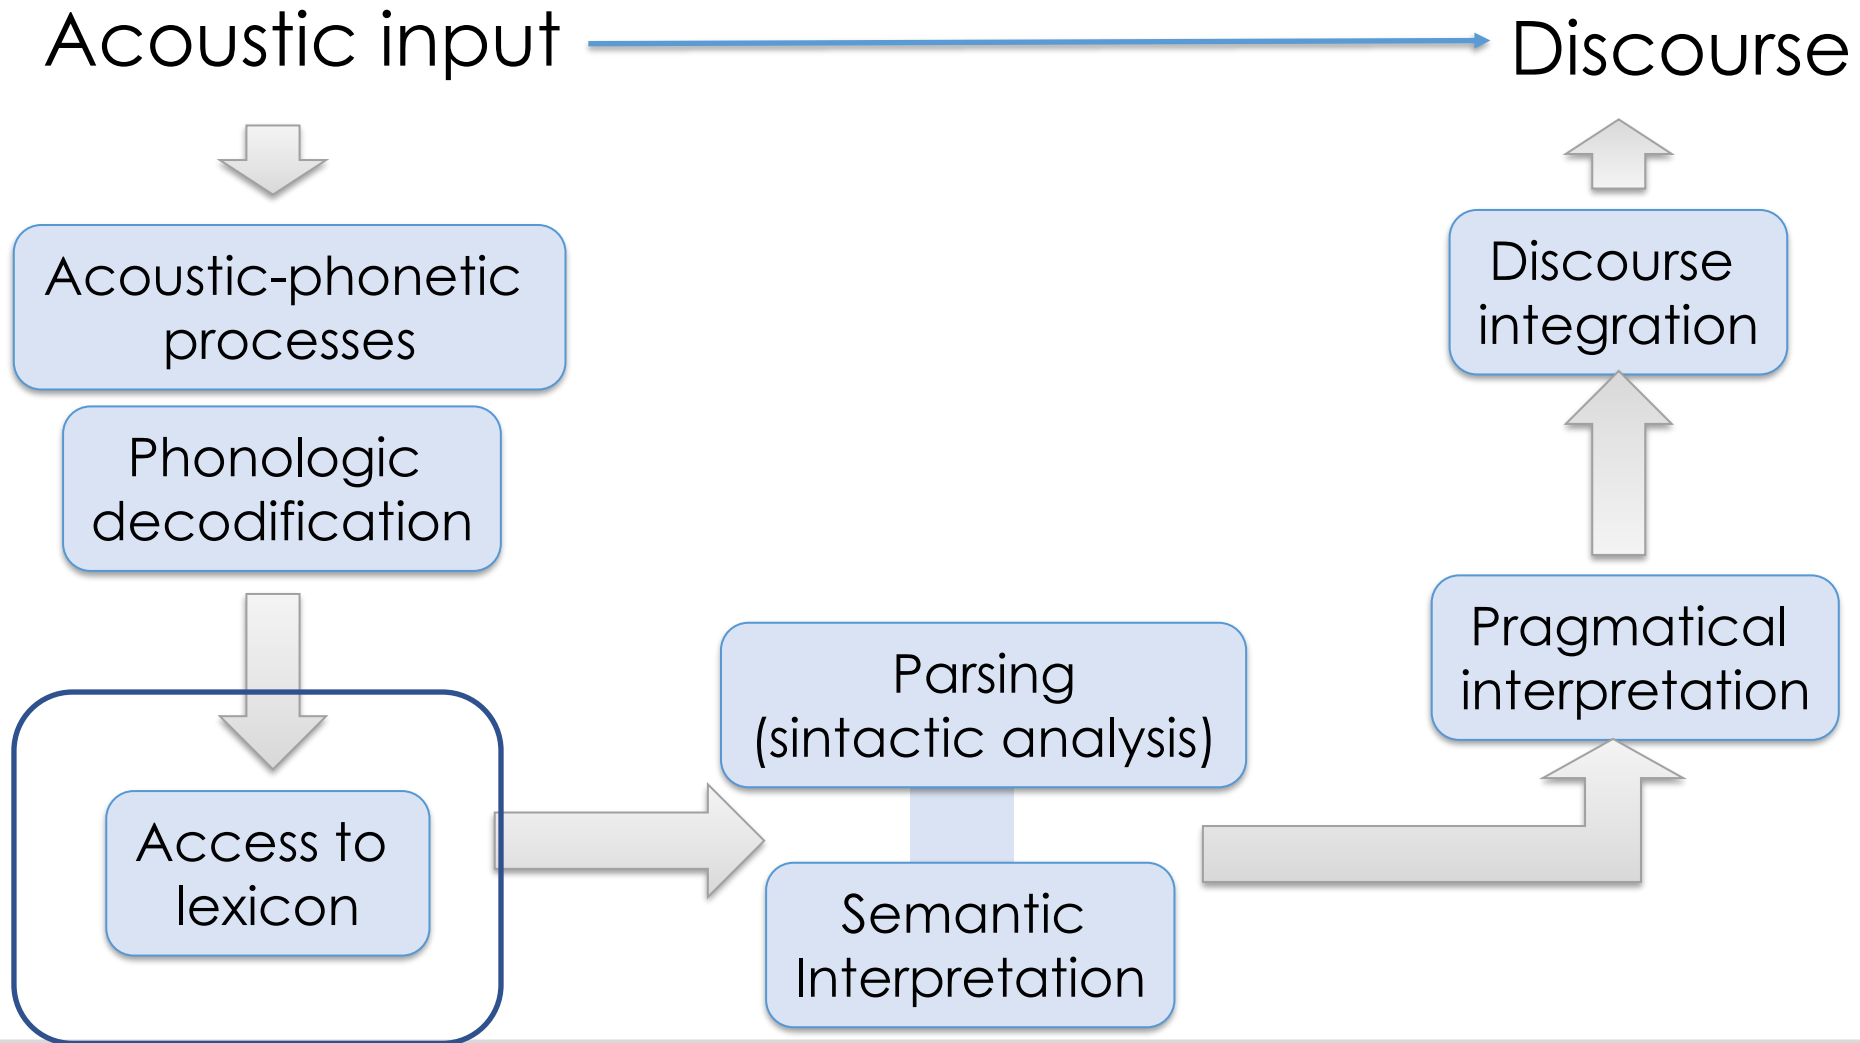 Acoustic input
Discourse
Acoustic-phonetic
processes
Phonologic
decodification
Access to
lexicon
Parsing
(sintactic analysis)
Semantic
Interpretation
Pragmatical
interpretation
Discourse
integration